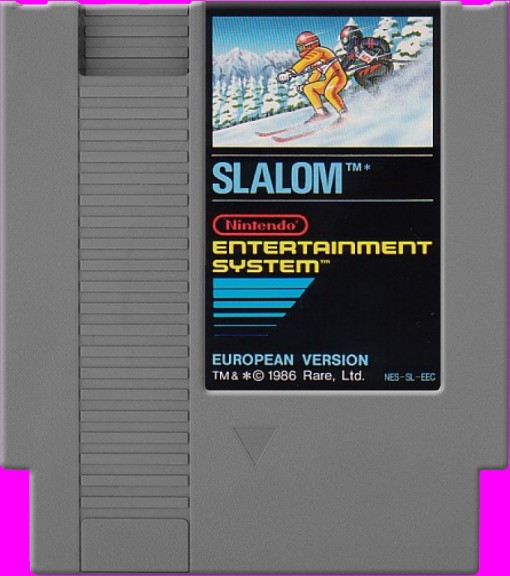 SLALOM™*
Nintendo®
ENTERTAINMENT
SYSTEM™
EUROPEAN VERSION
TM & *© 1986 Rare, Ltd. NES-SL-EEC